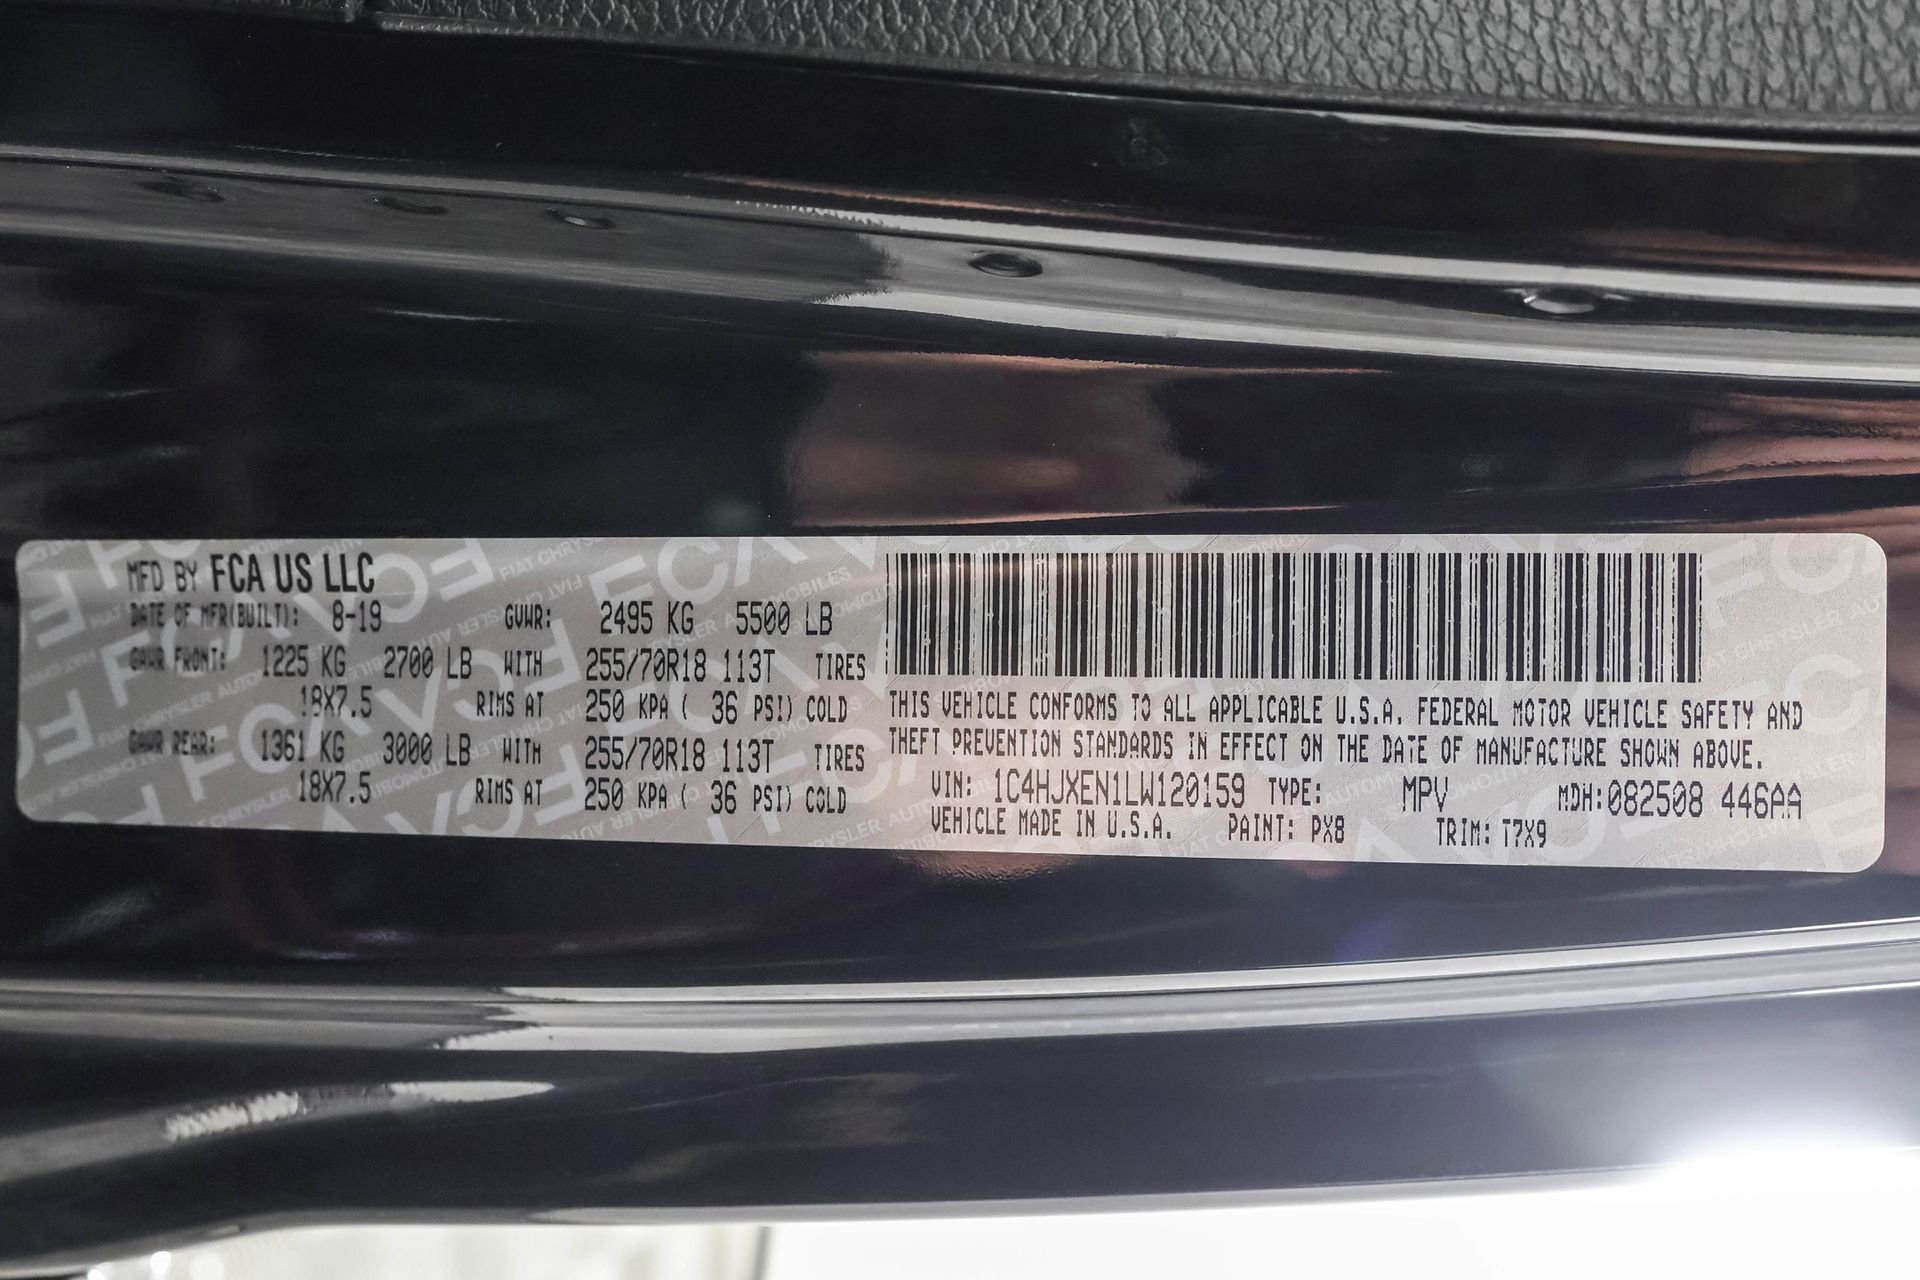 MFD BY FCA US LLC
DATE OF MFR(BUILT): 8-19 GVWR: 2495 KG 5500 LB
GAWR FRONT: 1225 KG 2700 LB WITH 255/70R18 113T TIRES
18X7.5 RIMS AT 250 KPA ( 36 PSI) COLD
GAWR REAR: 1361 KG 3000 LB WITH 255/70R18 113T TIRES
18X7.5 RIMS AT 250 KPA ( 36 PSI) COLD
THIS VEHICLE CONFORMS TO ALL APPLICABLE U.S.A. FEDERAL MOTOR VEHICLE SAFETY AND
THEFT PREVENTION STANDARDS IN EFFECT ON THE DATE OF MANUFACTURE SHOWN ABOVE.
VIN: 1C4HJXEN1LW120159 TYPE: MPV MDH:082508 446AA
VEHICLE MADE IN U.S.A. PAINT: PX8 TRIM: T7X9